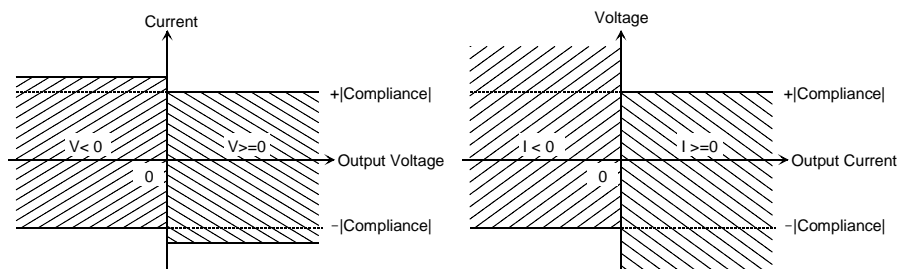 Current
+|Compliance|
V< 0
V>=0
Output Voltage
0
−|Compliance|
Voltage
+|Compliance|
I < 0
I >=0
Output Current
0
−|Compliance|